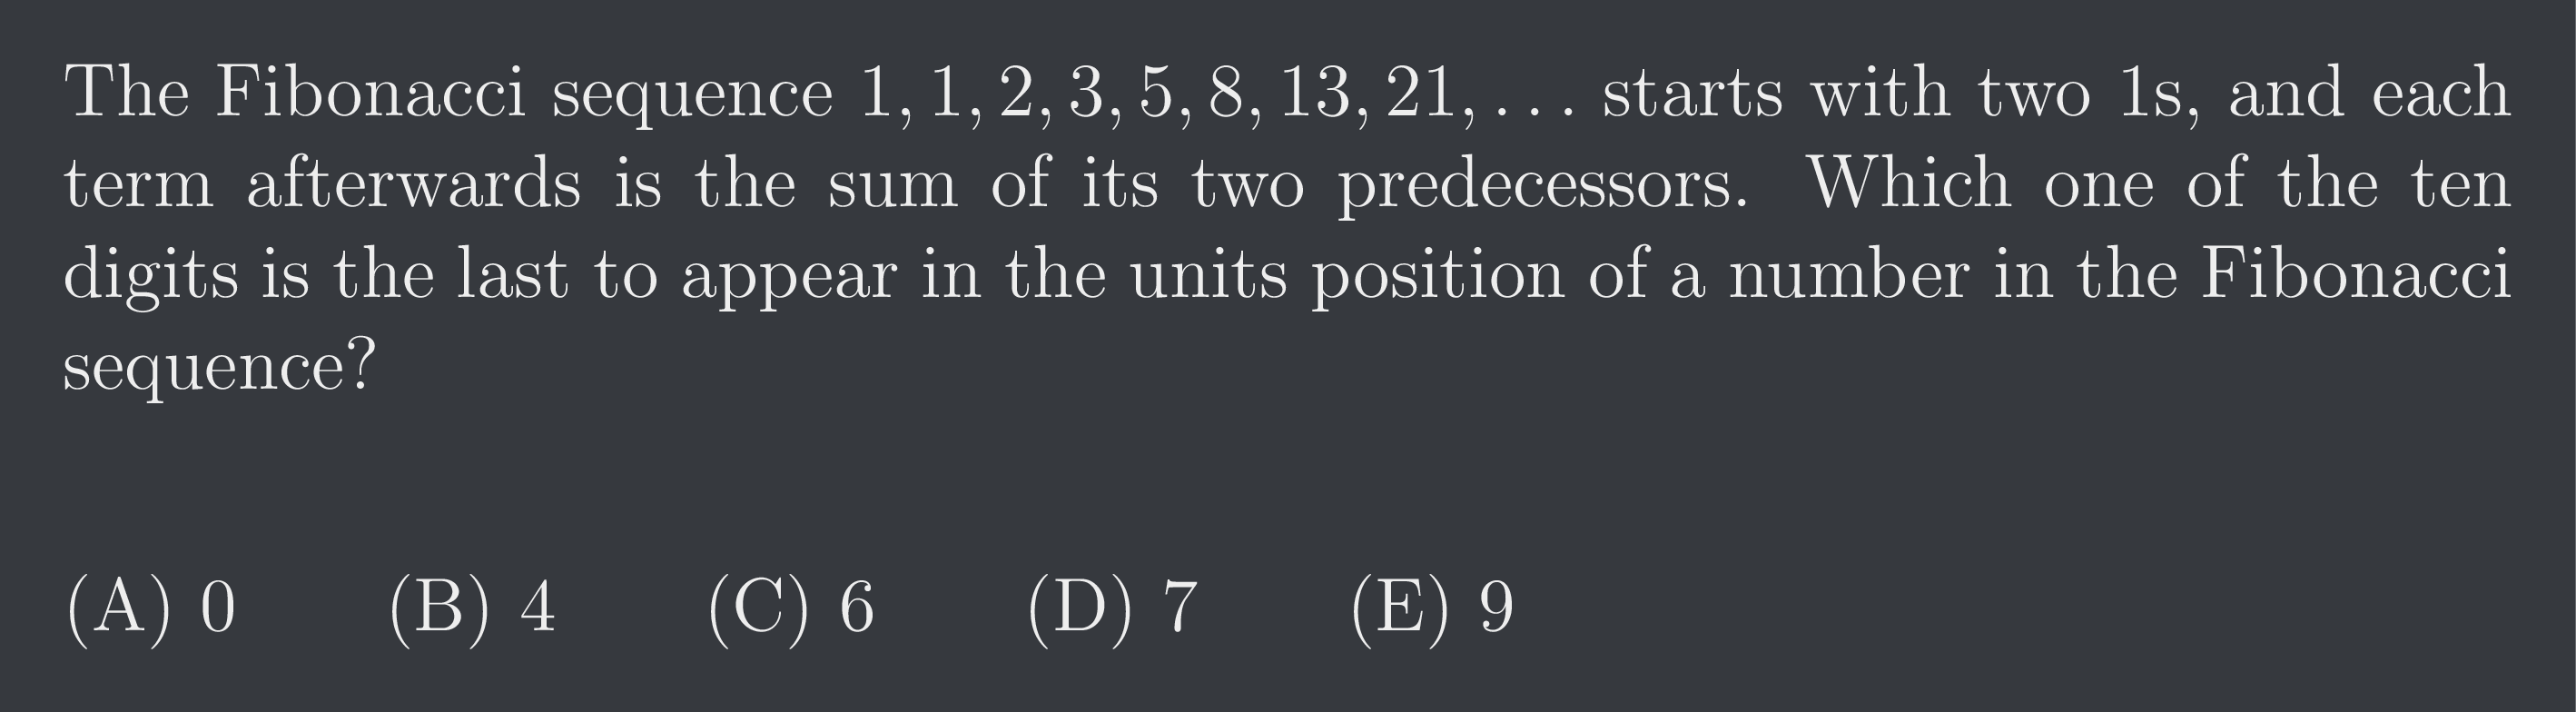 The Fibonacci sequence 1, 1, 2, 3, 5, 8, 13, 21, . . . starts with two 1s, and each
term afterwards is the sum of its two predecessors. Which one of the ten
digits is the last to appear in the units position of a number in the Fibonacci
sequence?
(A) 0 (B) 4 (C) 6 (D) 7 (E) 9